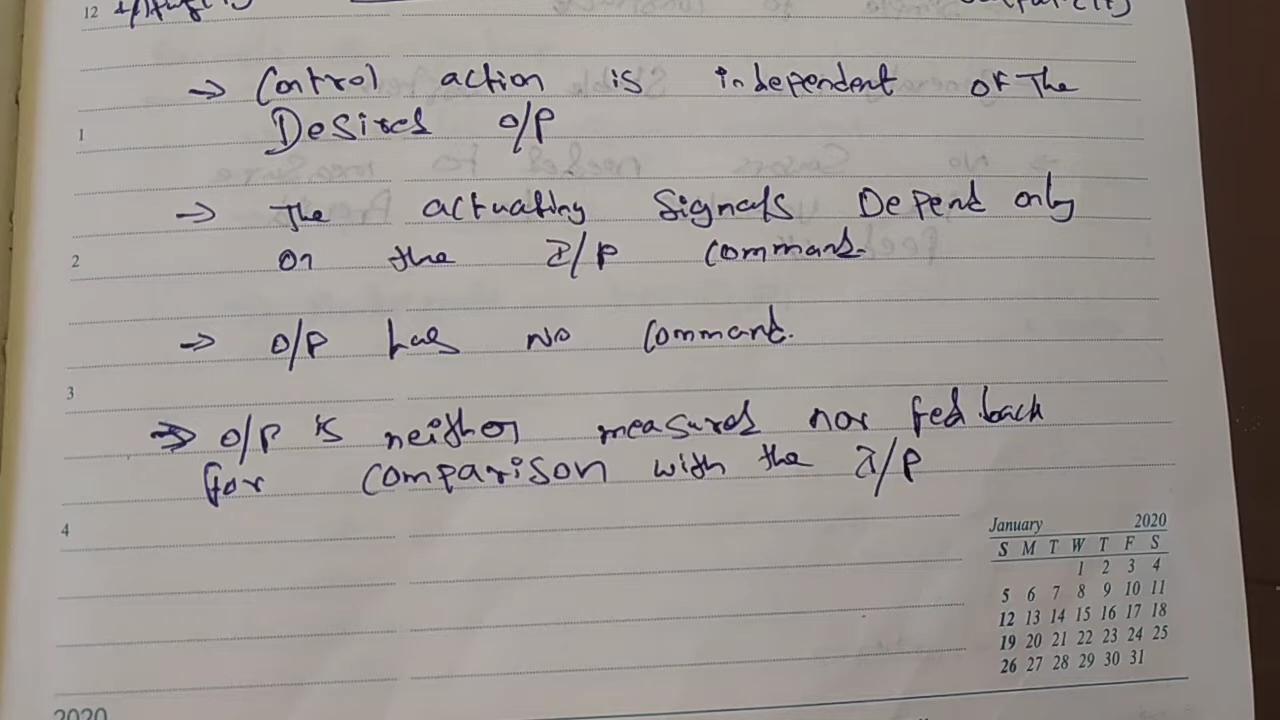 12
→ Control action is independent of The
1 Desired O/P
→ The actuating Signals Depend only
2 on the I/P command.
→ O/P has no Command.
3
→ O/P is neither measured nor fed back
for comparison with the I/P
4
January 2020
S M T W T F S
1 2 3 4
5 6 7 8 9 10 11
12 13 14 15 16 17 18
19 20 21 22 23 24 25
26 27 28 29 30 31
2020